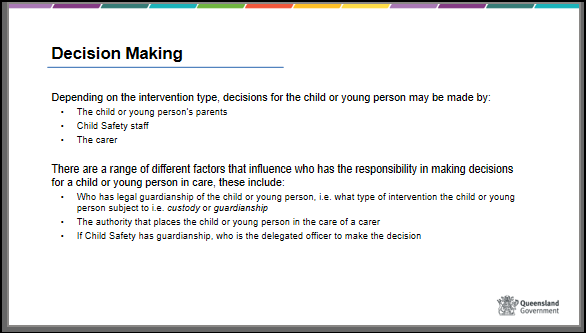 Decision Making
Depending on the intervention type, decisions for the child or young person may be made by:
• The child or young person's parents
• Child Safety staff
• The carer
There are a range of different factors that influence who has the responsibility in making decisions
for a child or young person in care, these include:
• Who has legal guardianship of the child or young person, i.e. what type of intervention the child or young
person subject to i.e. custody or guardianship
• The authority that places the child or young person in the care of a carer
• If Child Safety has guardianship, who is the delegated officer to make the decision
Queensland
Government